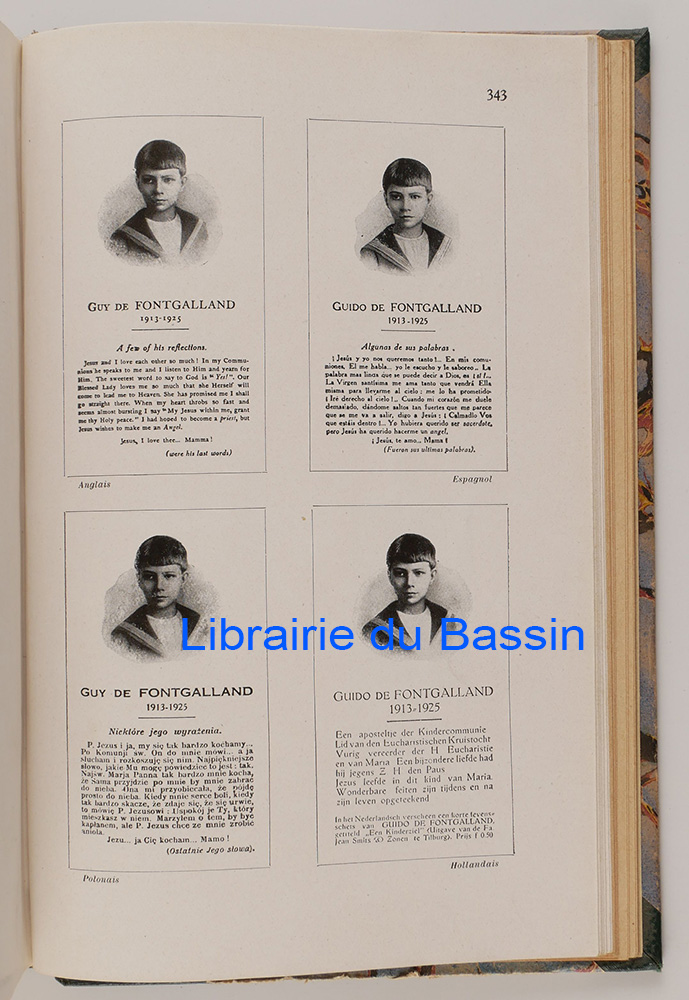 343
GUY DE FONTGALLAND
1913-1925
A few of his reflections.
Jesus and I love each other so much! In my Commu-
nions he speaks to me and I listen to Him and yearn for
Him. The sweetest word to say to God is "Yes!". Our
Blessed Lady loves me so much that she Herself will
come to lead me to Heaven. She has promised me I shall
go straight there. When my heart throbs so fast and
seems almost bursting I say "My Jesus within me, grant
me thy Holy peace." I had hoped to become a priest, but
Jesus wishes to make me an Angel.
Jesus, I love thee... Mamma!
(were his last words)
Anglais
GUIDO DE FONTGALLAND
1913-1925
Algunas de sus palabras.
¡Jesús y yo nos queremos tanto!.. En mis comu-
niones, El me habla... yo le escucho y le saboreo.. La
palabra mas linca que se puede decir a Dios, es ¡si!..
La Virgen santísima me ama tanto que vendrá Ella
misma para llevarme al cielo: me lo ha prometido.
¡Iré derecho al cielo!.. Cuando mi corazón me duele
demasiado, dándome saltos tan fuertes que me parece
que se me va a salir, digo a Jesús: ¡Calmadlo Vos
que estáis dentro!.. Yo hubiera querido ser sacerdote,
pero Jesús ha querido hacerme un angel.
¡Jesús, te amo... Mama!
(Fueron sus ultimas palabras).
Espagnol
GUY DE FONTGALLAND
1913-1925
Niektóre jego wyrażenia.
P. Jezus i ja, my się tak bardzo kochamy...
Po Komunji św. On do mnie mówi... a ja
słucham i rozkoszuję się nim. Najpiękniejsze
słowo, jakie Mu mogę powiedzieć to jest: tak.
Najśw. Marja Panna tak bardzo mnie kocha,
że Sama przyjdzie po mnie by mnie zabrać
do nieba. Ona mi przyobiecała, że pójdę
prosto do nieba. Kiedy mnie serce boli, kiedy
tak bardzo skacze, że zdaje się, że się urwie,
to mówię P. Jezusowi: Uspokój je Ty, który
mieszkasz w niem. Marzyłem o tem, by być
kapłanem, ale P. Jezus chce ze mnie zrobić
anioła.
Jezu... ja Cię kocham... Mamo!
(Ostatnie Jego słowa).
Polonais
GUIDO DE FONTGALLAND
1913-1925
Een aposteltje der Kindercommunie
Lid van den Eucharistischen Kruistocht
Vurig vereerder der H Eucharistie
en van Maria. Een bijzondere liefde had
hij jegens Z. H den Paus
Jezus leefde in dit kind van Maria.
Wonderbare feiten zijn tijdens en na
zijn leven opgeteekend
In het Nederlandsch verscheen een korte levens-
schets van GUIDO DE FONTGALLAND,
getiteld „Een Kinderziel" (Uitgave van de Fa
Jean Smits & Zonen te Tilburg). Prijs f 0.50
Hollandais
Librairie du Bassin